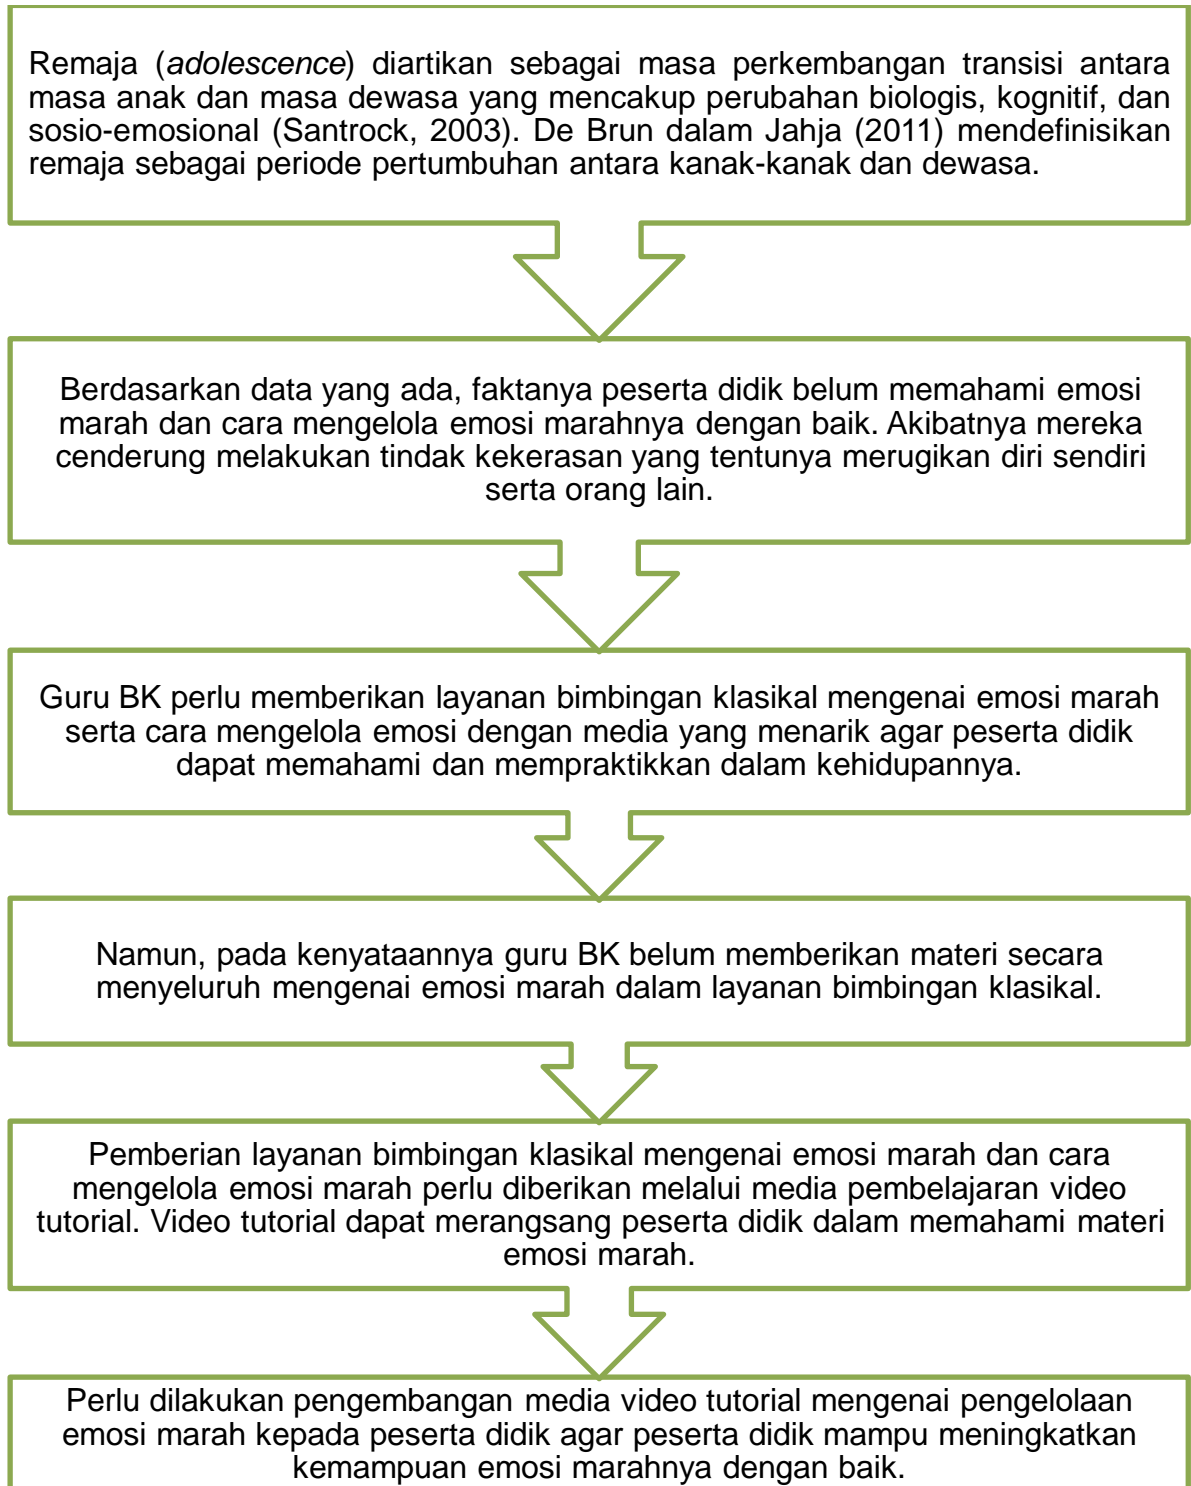 Remaja (adolescence) diartikan sebagai masa perkembangan transisi antara
masa anak dan masa dewasa yang mencakup perubahan biologis, kognitif, dan
sosio-emosional (Santrock, 2003). De Brun dalam Jahja (2011) mendefinisikan
remaja sebagai periode pertumbuhan antara kanak-kanak dan dewasa.
Berdasarkan data yang ada, faktanya peserta didik belum memahami emosi
marah dan cara mengelola emosi marahnya dengan baik. Akibatnya mereka
cenderung melakukan tindak kekerasan yang tentunya merugikan diri sendiri
serta orang lain.
Guru BK perlu memberikan layanan bimbingan klasikal mengenai emosi marah
serta cara mengelola emosi dengan media yang menarik agar peserta didik
dapat memahami dan mempraktikkan dalam kehidupannya.
Namun, pada kenyataannya guru BK belum memberikan materi secara
menyeluruh mengenai emosi marah dalam layanan bimbingan klasikal.
Pemberian layanan bimbingan klasikal mengenai emosi marah dan cara
mengelola emosi marah perlu diberikan melalui media pembelajaran video
tutorial. Video tutorial dapat merangsang peserta didik dalam memahami materi
emosi marah.
Perlu dilakukan pengembangan media video tutorial mengenai pengelolaan
emosi marah kepada peserta didik agar peserta didik mampu meningkatkan
kemampuan emosi marahnya dengan baik.